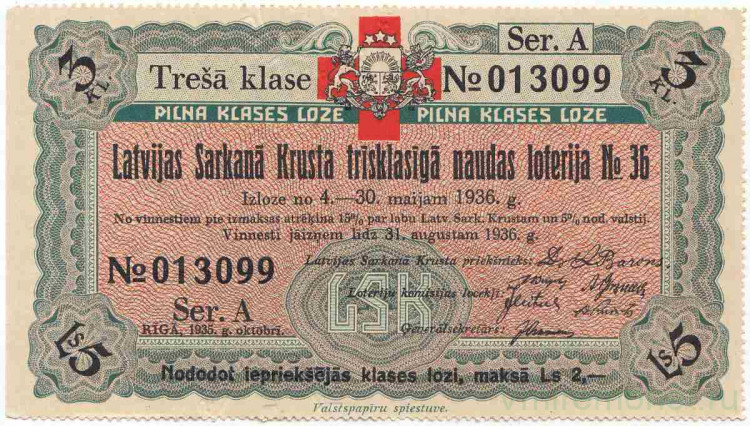 3 KL.
Ser. A
3 KL.
Trešā klase
№ 013099
PILNA KLASES LOZE PILNA KLASES LOZE
Latvijas Sarkanā Krusta trīsklasīgā naudas loterija № 36
Izloze no 4.—30. maijam 1936. g.
No vinnestiem pie izmaksas atrēķina 15% par labu Latv. Sark. Krustam un 5% nod. valstij.
Vinnesti jāizņem līdz 31. augustam 1936. g.
№ 013099
Latvijas Sarkanā Krusta priekšnieks:
Loterijas komisijas locekļi:
Ser. A
LSK
RĪGĀ, 1935. g. oktobrī.
Ģenerālsekretārs:
Ls 5
Ls 5
Nododot iepriekšējās klases lozi, maksā Ls 2,—
Valstspapīru spiestuve.